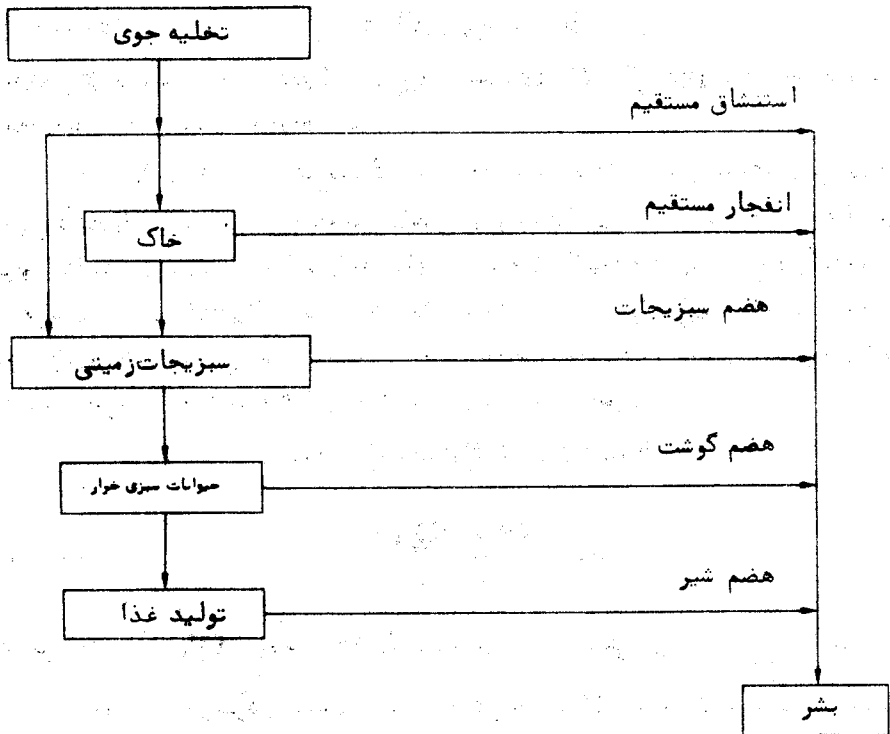 تخلیه جوی
استنشاق مستقیم
انفجار مستقیم
خاک
هضم سبزیجات
سبزیجات‌زمینی
هضم گوشت
حیوانات سبزی خوار
هضم شیر
تولید غذا
بشر